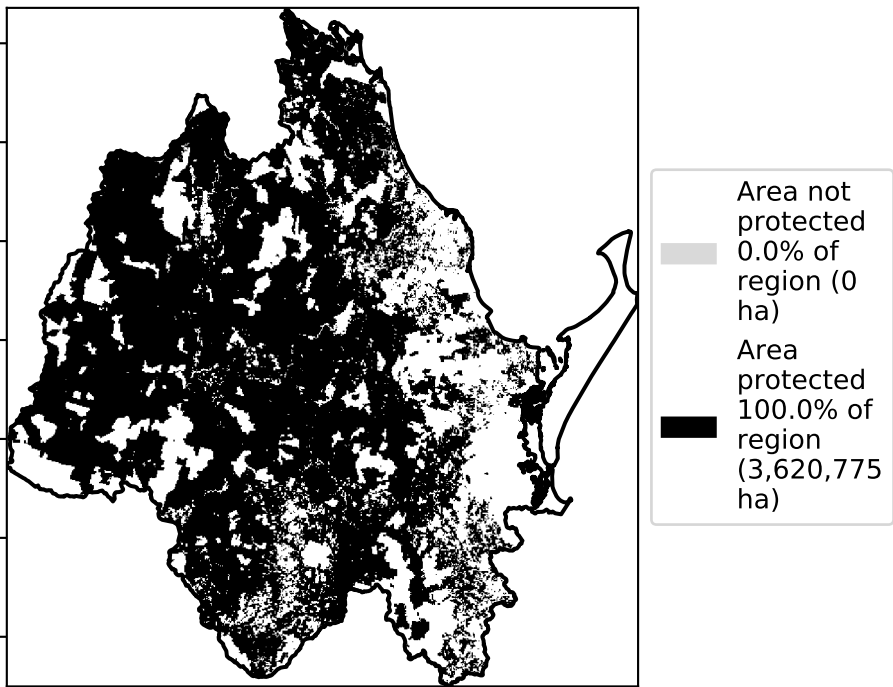 Area not
protected
0.0% of
region (0
ha)
Area
protected
100.0% of
region
(3,620,775
ha)